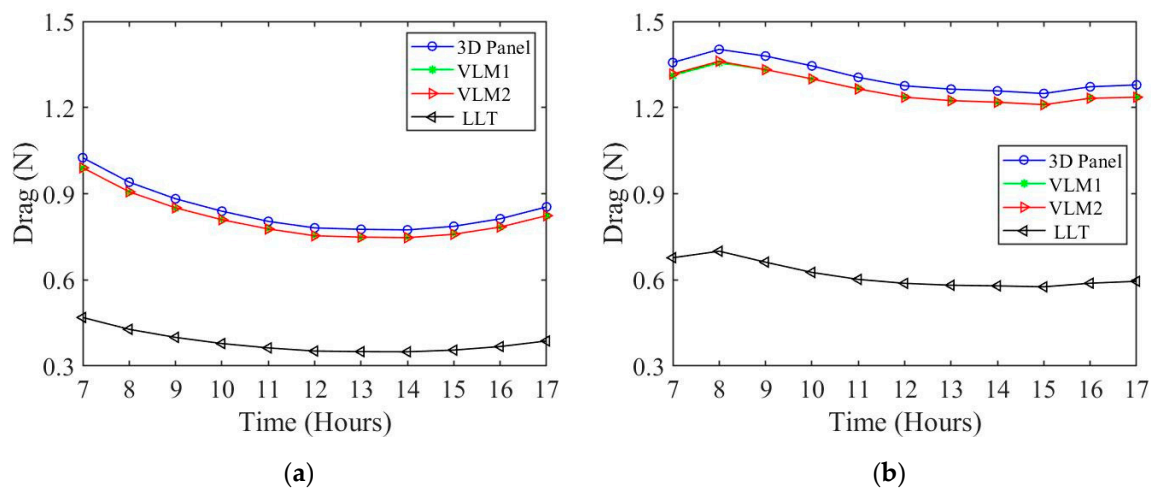 1.5
1.2
0.9
0.6
0.3
Drag (N)
3D Panel
VLM1
VLM2
LLT
7 8 9 10 11 12 13 14 15 16 17
Time (Hours)
(a)
1.5
1.2
0.9
0.6
0.3
Drag (N)
3D Panel
VLM1
VLM2
LLT
7 8 9 10 11 12 13 14 15 16 17
Time (Hours)
(b)